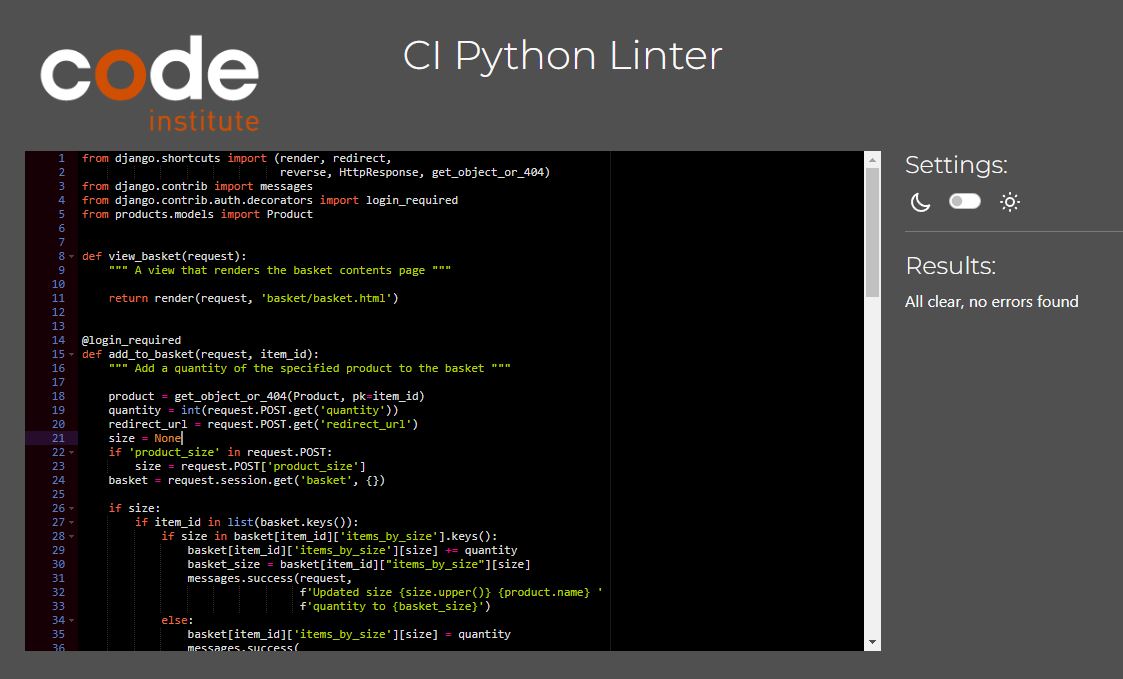 code
institute
CI Python Linter
1 from django.shortcuts import (render, redirect,
2 reverse, HttpResponse, get_object_or_404)
3 from django.contrib import messages
4 from django.contrib.auth.decorators import login_required
5 from products.models import Product
6
7
8 def view_basket(request):
9 """ A view that renders the basket contents page """
10
11 return render(request, 'basket/basket.html')
12
13
14 @login_required
15 def add_to_basket(request, item_id):
16 """ Add a quantity of the specified product to the basket """
17
18 product = get_object_or_404(Product, pk=item_id)
19 quantity = int(request.POST.get('quantity'))
20 redirect_url = request.POST.get('redirect_url')
21 size = None
22 if 'product_size' in request.POST:
23 size = request.POST['product_size']
24 basket = request.session.get('basket', {})
25
26 if size:
27 if item_id in list(basket.keys()):
28 if size in basket[item_id]['items_by_size'].keys():
29 basket[item_id]['items_by_size'][size] += quantity
30 basket_size = basket[item_id]["items_by_size"][size]
31 messages.success(request,
32 f'Updated size {size.upper()} {product.name} '
33 f'quantity to {basket_size}')
34 else:
35 basket[item_id]['items_by_size'][size] = quantity
36 messages.success(
Settings:
Results:
All clear, no errors found